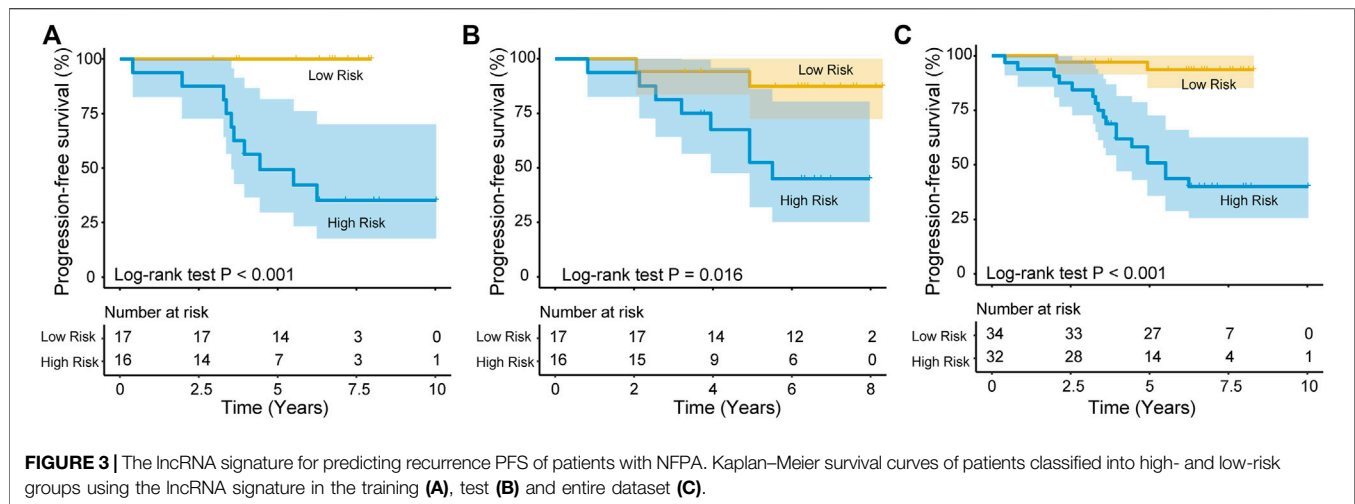 A
Progression-free survival (%)
100
75
50
25
0
Low Risk
High Risk
Log-rank test P < 0.001
Number at risk
Low Risk 17 17 14 3 0
High Risk 16 14 7 3 1
0 2.5 5 7.5 10
Time (Years)
B
Progression-free survival (%)
100
75
50
25
0
Low Risk
High Risk
Log-rank test P = 0.016
Number at risk
Low Risk 17 17 14 12 2
High Risk 16 15 9 6 0
0 2 4 6 8
Time (Years)
C
Progression-free survival (%)
100
75
50
25
0
Low Risk
High Risk
Log-rank test P < 0.001
Number at risk
Low Risk 34 33 27 7 0
High Risk 32 28 14 4 1
0 2.5 5 7.5 10
Time (Years)
FIGURE 3 | The lncRNA signature for predicting recurrence PFS of patients with NFPA. Kaplan–Meier survival curves of patients classified into high- and low-risk
groups using the lncRNA signature in the training (A), test (B) and entire dataset (C).